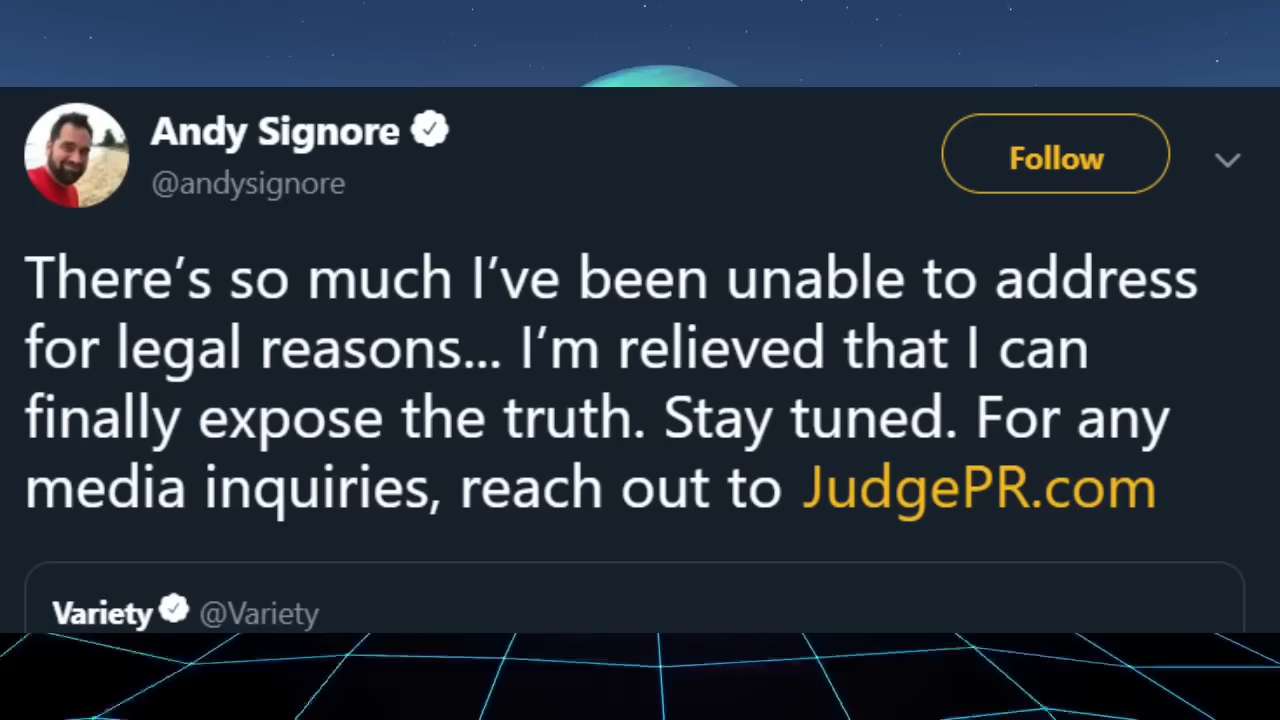 Andy Signore
@andysignore
Follow
There’s so much I’ve been unable to address
for legal reasons... I’m relieved that I can
finally expose the truth. Stay tuned. For any
media inquiries, reach out to JudgePR.com
Variety @Variety